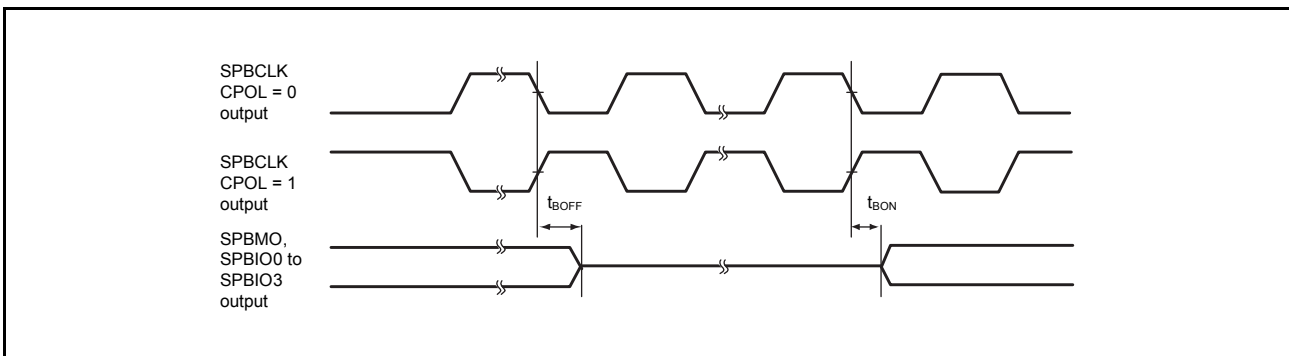 SPBCLK
CPOL = 0
output
SPBCLK
CPOL = 1
output
tBOFF
tBON
SPBMO,
SPBIO0 to
SPBIO3
output